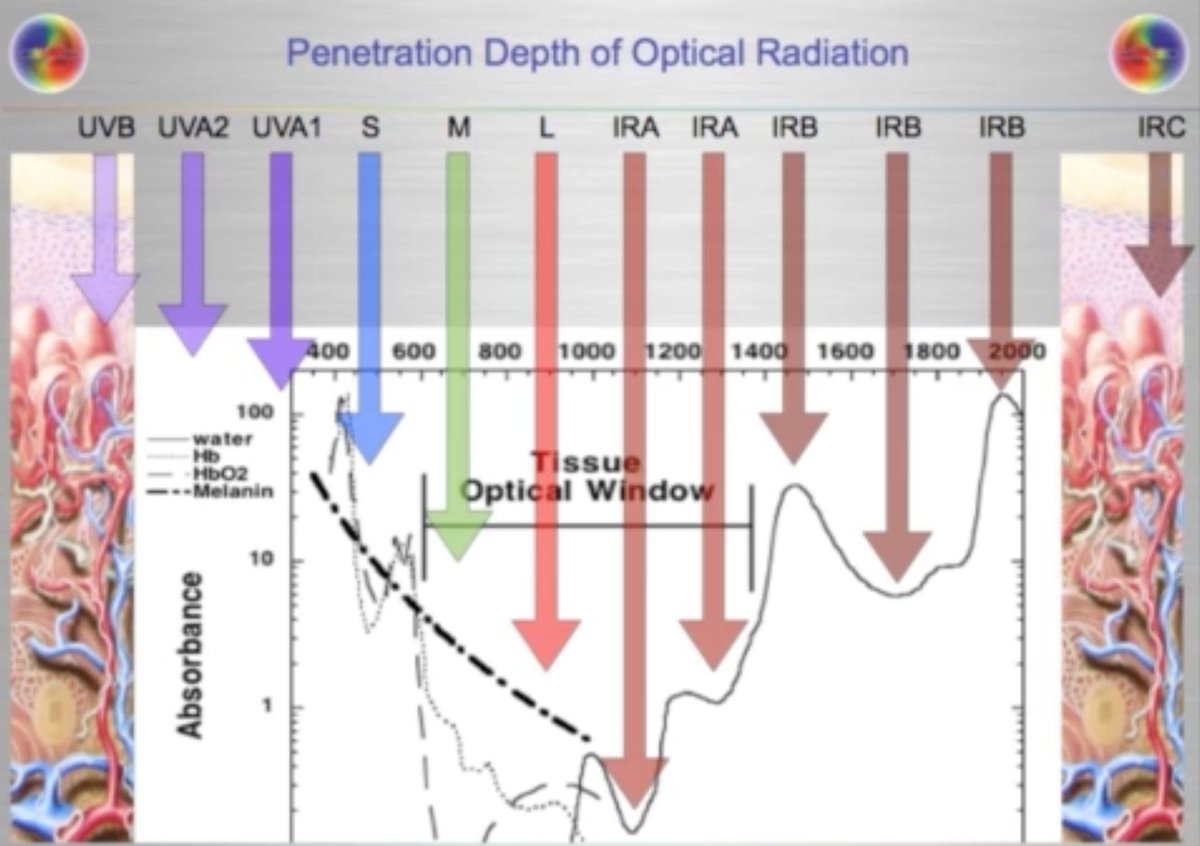 Penetration Depth of Optical Radiation
UVB UVA2 UVA1 S M L IRA IRA IRB IRB IRB IRC
400 600 800 1000 1200 1400 1600 1800 2000
100
water
Hb
HbO2
Melanin
Tissue
Optical Window
10
Absorbance
1